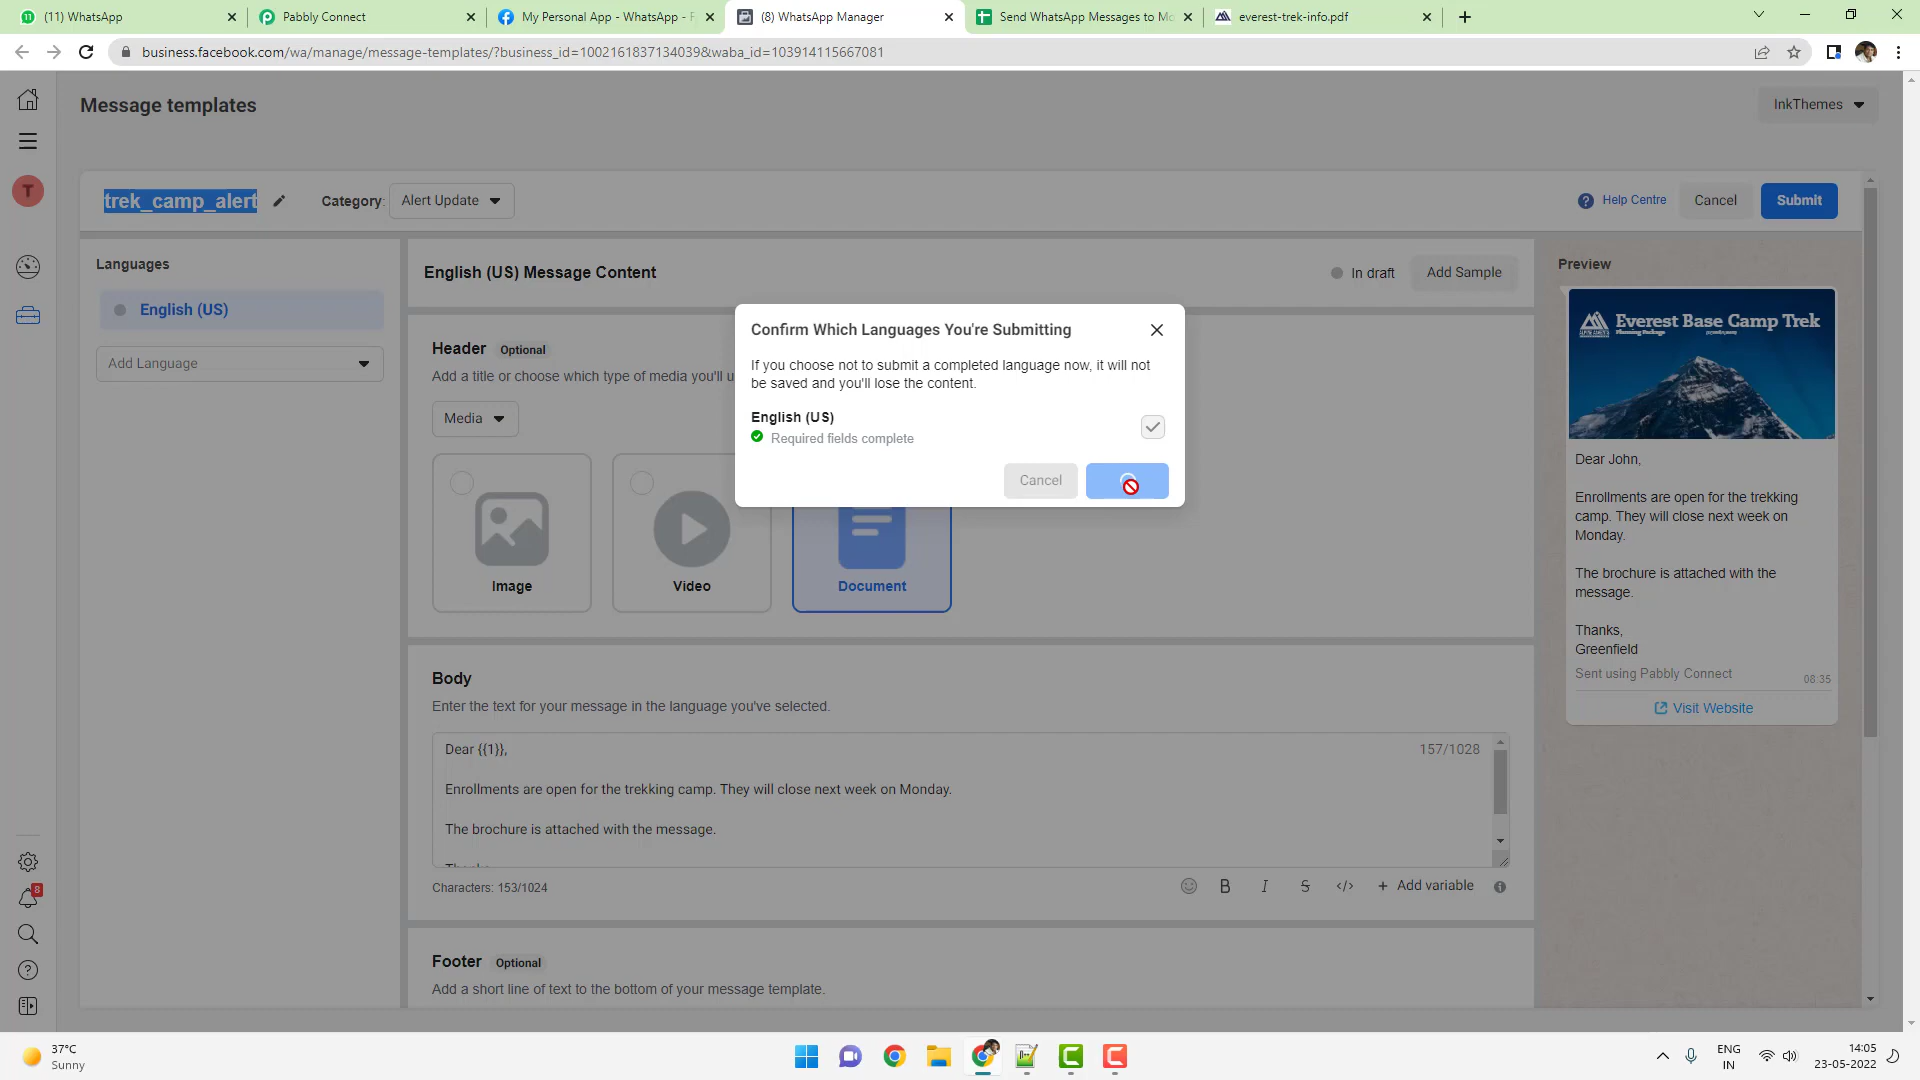 (11) WhatsApp
Pabbly Connect
My Personal App - WhatsApp - F
(8) WhatsApp Manager
Send WhatsApp Messages to Mo
everest-trek-info.pdf
business.facebook.com/wa/manage/message-templates/?business_id=1002161837134039&waba_id=103914115667081
Message templates
InkThemes
T
trek_camp_alert
Category:
Alert Update
Help Centre
Cancel
Submit
Languages
English (US)
Add Language
English (US) Message Content
In draft
Add Sample
Header Optional
Add a title or choose which type of media you'll u
Media
Image
Video
Document
Confirm Which Languages You're Submitting
If you choose not to submit a completed language now, it will not
be saved and you'll lose the content.
English (US)
Required fields complete
Cancel
Body
Enter the text for your message in the language you've selected.
Dear {{1}},
157/1028
Enrollments are open for the trekking camp. They will close next week on Monday.
The brochure is attached with the message.
Characters: 153/1024
B I S </> + Add variable
Footer Optional
Add a short line of text to the bottom of your message template.
Preview
Everest Base Camp Trek
Dear John,
Enrollments are open for the trekking
camp. They will close next week on
Monday.
The brochure is attached with the
message.
Thanks,
Greenfield
Sent using Pabbly Connect
08:35
Visit Website
8
37°C
Sunny
ENG
IN
14:05
23-05-2022